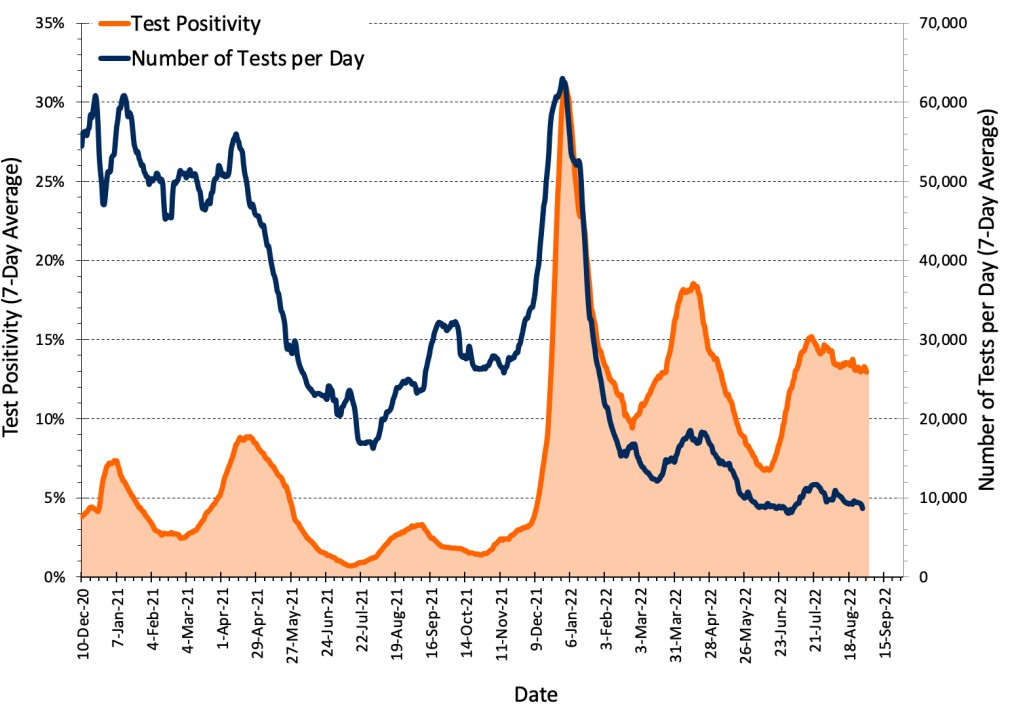 Test Positivity
Number of Tests per Day
35%
30%
25%
20%
15%
10%
5%
0%
Test Positivity (7-Day Average)
70,000
60,000
50,000
40,000
30,000
20,000
10,000
0
Number of Tests per Day (7-Day Average)
10-Dec-20
7-Jan-21
4-Feb-21
4-Mar-21
1-Apr-21
29-Apr-21
27-May-21
24-Jun-21
22-Jul-21
19-Aug-21
16-Sep-21
14-Oct-21
11-Nov-21
9-Dec-21
6-Jan-22
3-Feb-22
3-Mar-22
31-Mar-22
28-Apr-22
26-May-22
23-Jun-22
21-Jul-22
18-Aug-22
15-Sep-22
Date